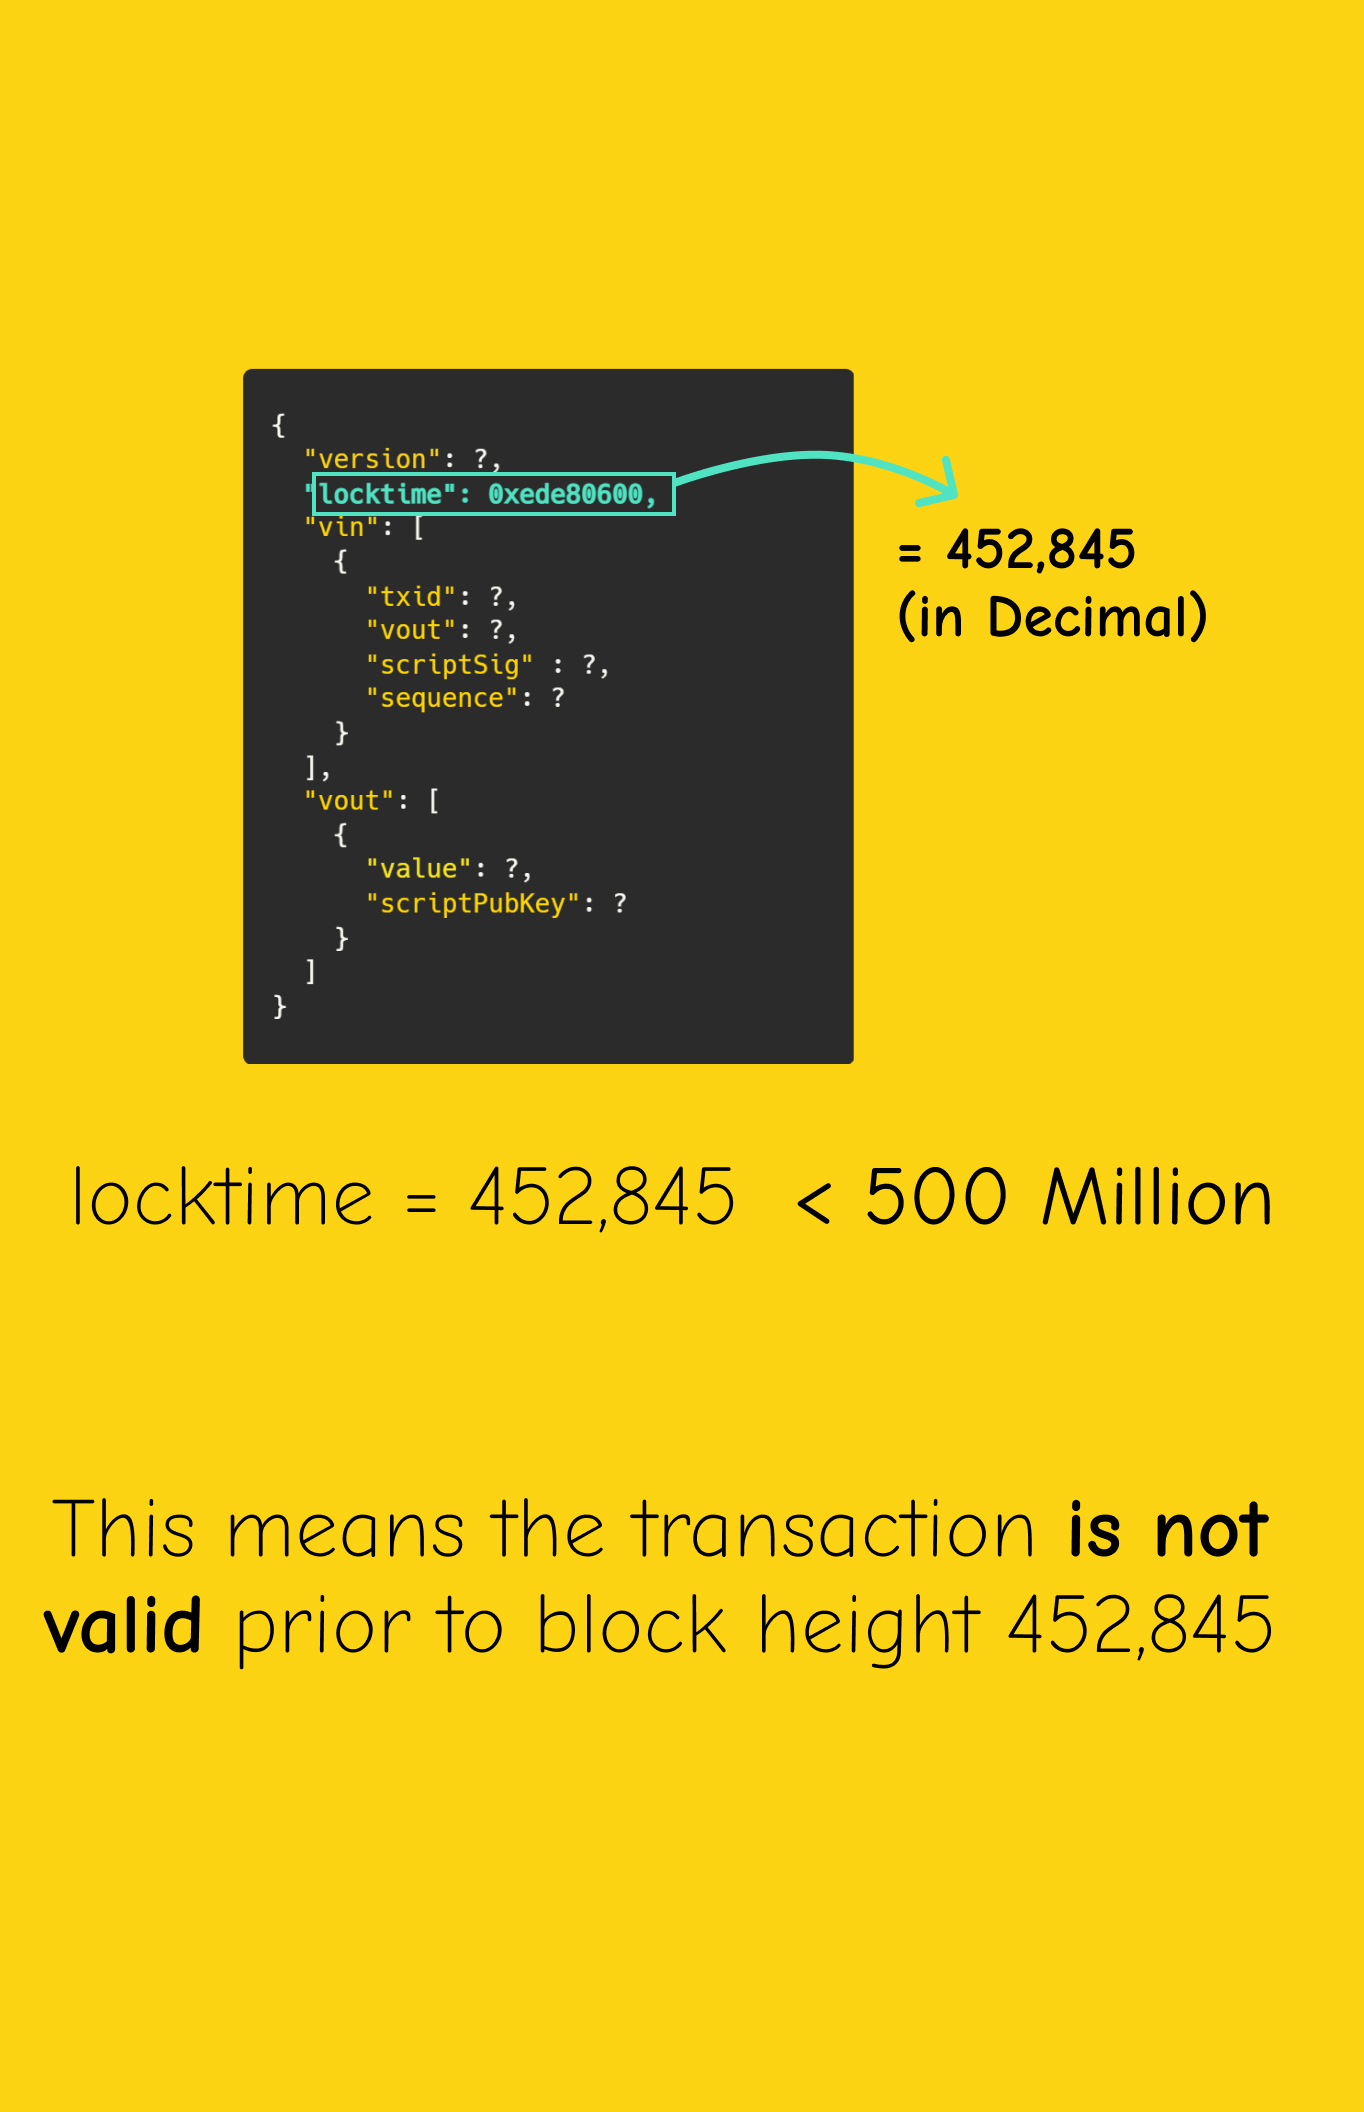 {
"version": ?,
"locktime": 0xede80600,
"vin": [
{
"txid": ?,
"vout": ?,
"scriptSig" : ?,
"sequence": ?
}
],
"vout": [
{
"value": ?,
"scriptPubKey": ?
}
]
}
= 452,845
(in Decimal)
locktime = 452,845 < 500 Million
This means the transaction is not
valid prior to block height 452,845